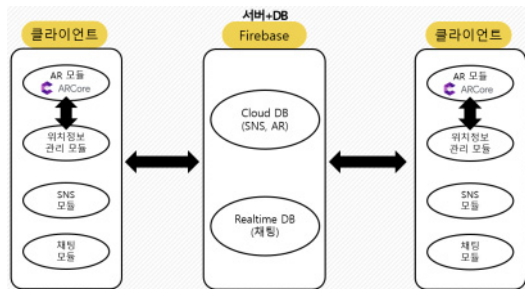 서버+DB
클라이언트
AR 모듈
ARCore
위치정보
관리 모듈
SNS
모듈
채팅
모듈
Firebase
Cloud DB
(SNS, AR)
Realtime DB
(채팅)
클라이언트
AR 모듈
ARCore
위치정보
관리 모듈
SNS
모듈
채팅
모듈